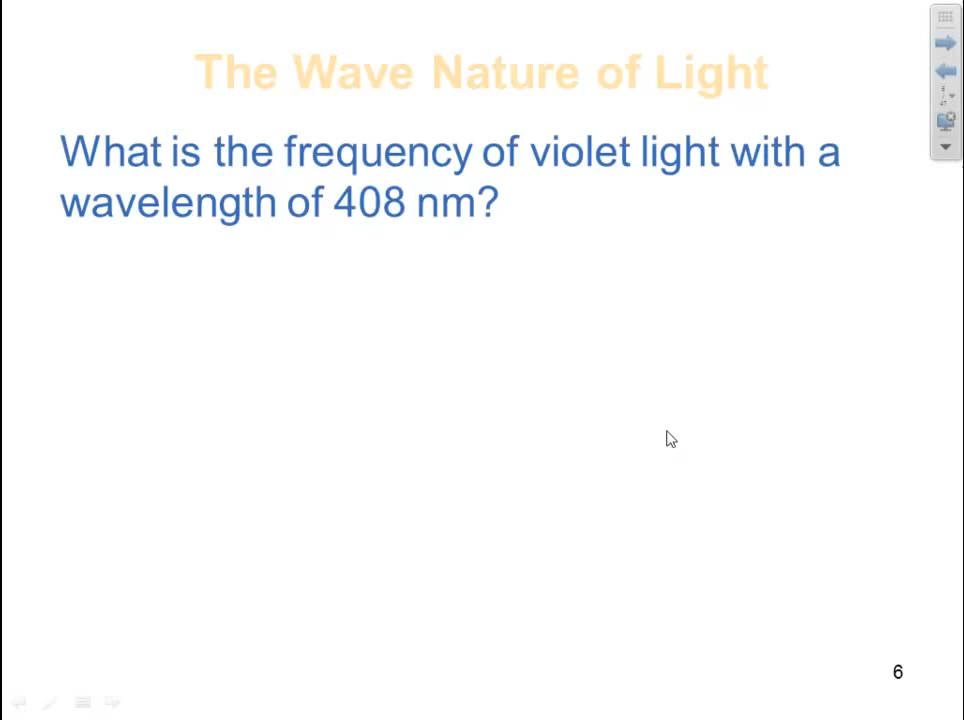 The Wave Nature of Light
What is the frequency of violet light with a
wavelength of 408 nm?
6